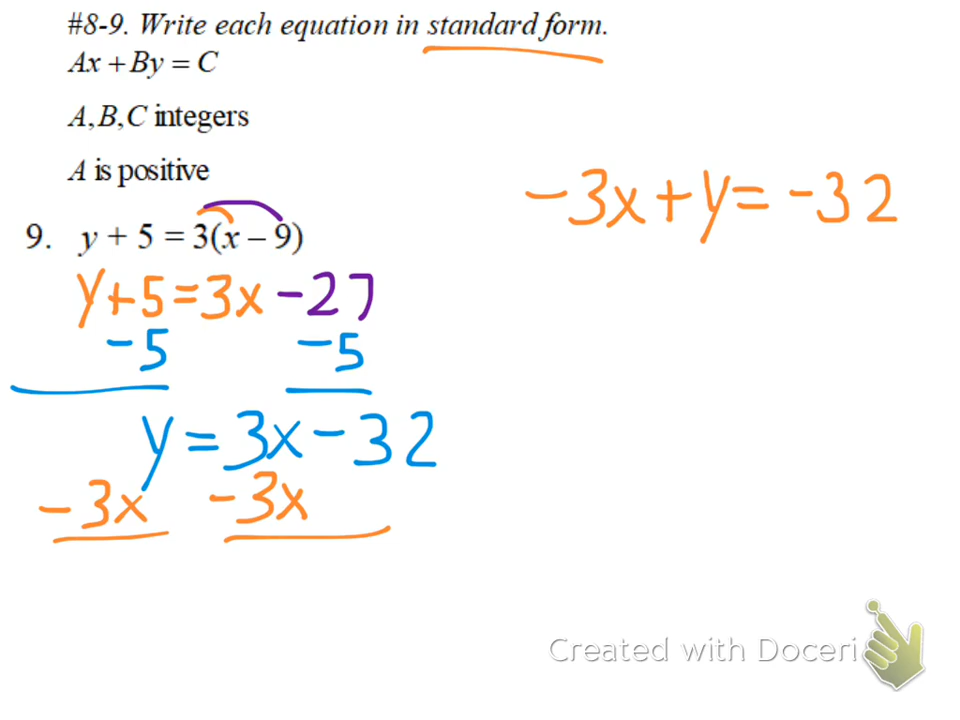 #8-9. Write each equation in standard form.
Ax + By = C
A, B, C integers
A is positive
9. y + 5 = 3(x – 9)
y+5=3x-27
-5 -5
y=3x-32
-3x -3x
-3x+y=-32
Created with Doceri